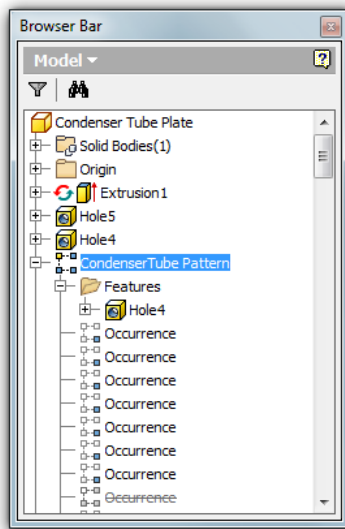 Browser Bar
Model
Condenser Tube Plate
Solid Bodies(1)
Origin
Extrusion1
Hole5
Hole4
CondenserTube Pattern
Features
Hole4
Occurrence
Occurrence
Occurrence
Occurrence
Occurrence
Occurrence
Occurrence
Occurrence